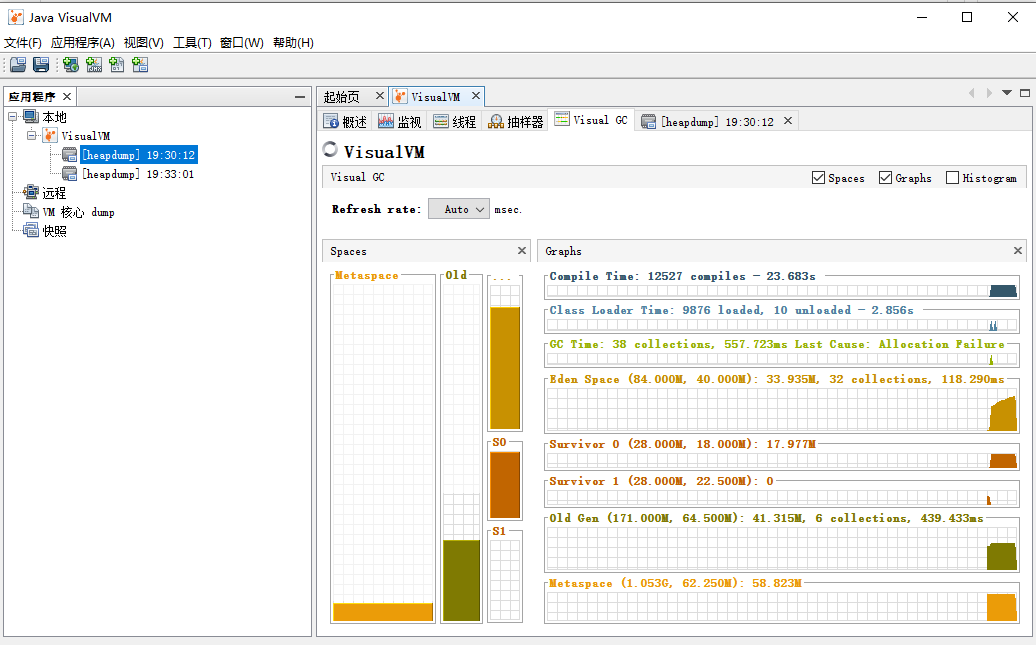 Java VisualVM
文件(F) 应用程序(A) 视图(V) 工具(T) 窗口(W) 帮助(H)
应用程序
本地
VisualVM
[heapdump] 19:30:12
[heapdump] 19:33:01
远程
VM 核心 dump
快照
起始页 VisualVM
概述 监视 线程 抽样器 Visual GC [heapdump] 19:30:12
VisualVM
Visual GC Spaces Graphs Histogram
Refresh rate: Auto msec.
Spaces
Metaspace Old ...
S0
S1
Graphs
Compile Time: 12527 compiles - 23.683s
Class Loader Time: 9876 loaded, 10 unloaded - 2.856s
GC Time: 38 collections, 557.723ms Last Cause: Allocation Failure
Eden Space (84.000M, 40.000M): 33.935M, 32 collections, 118.290ms
Survivor 0 (28.000M, 18.000M): 17.977M
Survivor 1 (28.000M, 22.500M): 0
Old Gen (171.000M, 64.500M): 41.315M, 6 collections, 439.433ms
Metaspace (1.053G, 62.250M): 58.823M